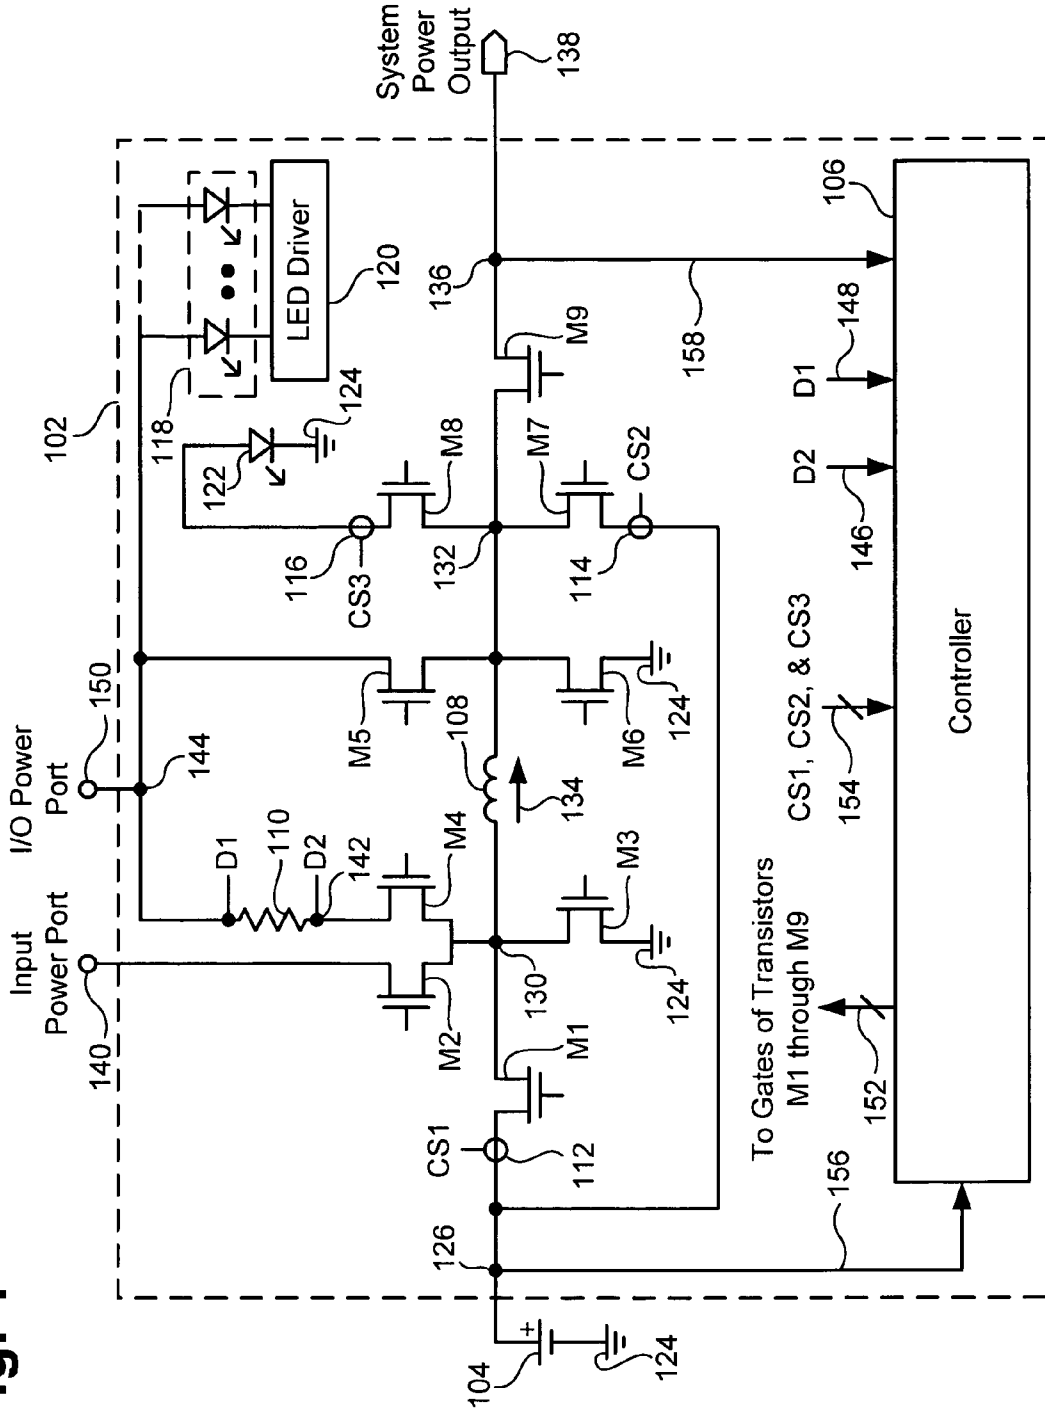 System
Power
Output
138
102
118
LED Driver
120
122
124
136
M9
158
106
148
D1
D2
146
I/O Power
Port
150
144
116
CS3
M8
132
M7
CS2
114
M5
108
M6
124
134
CS1, CS2, & CS3
154
Controller
Input
Power Port
140
D1
110
D2
142
M4
M2
M3
130
124
M1
CS1
112
To Gates of Transistors
M1 through M9
152
156
126
+
104
124